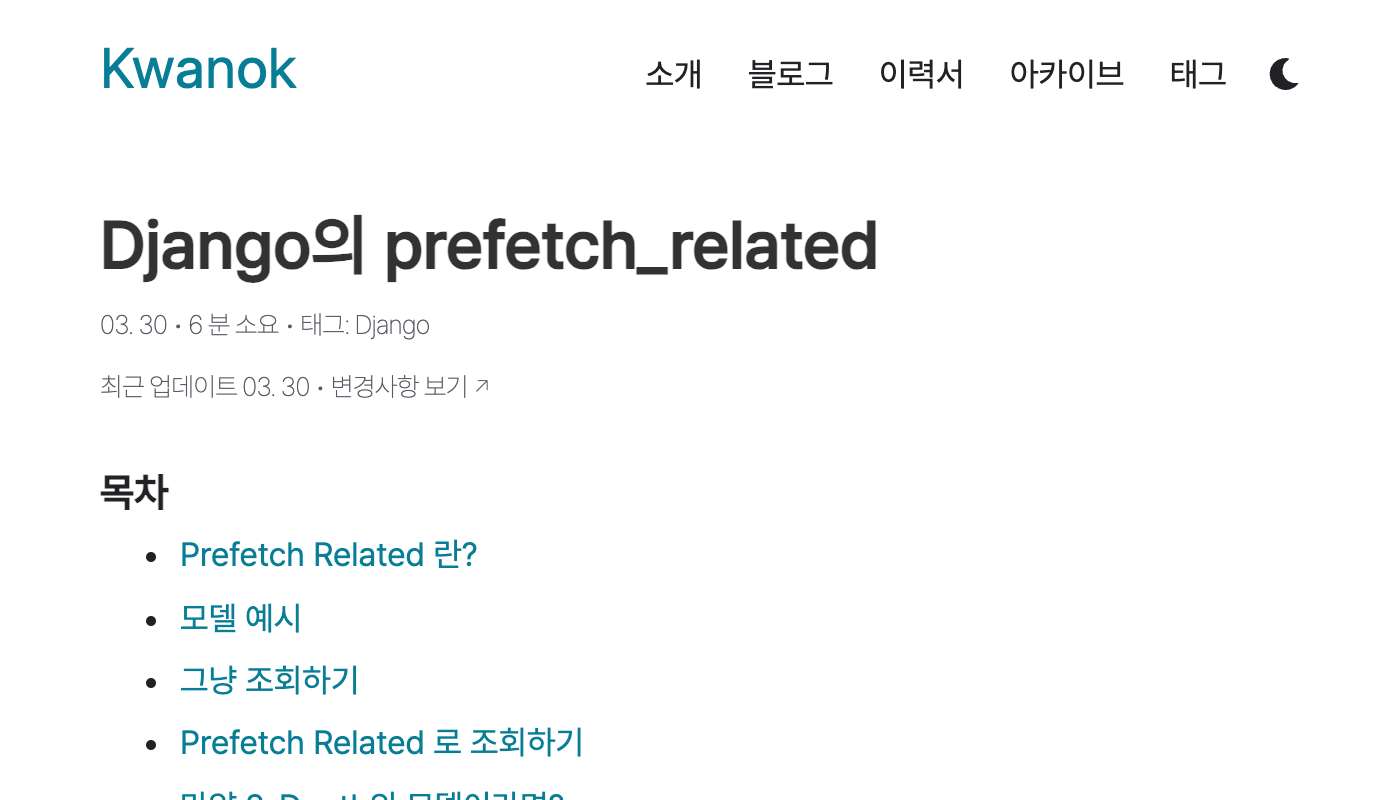 Kwanok
소개 블로그 이력서 아카이브 태그
Django의 prefetch_related
03. 30 • 6 분 소요 • 태그: Django
최근 업데이트 03. 30 • 변경사항 보기 ↗
목차
• Prefetch Related 란?
• 모델 예시
• 그냥 조회하기
• Prefetch Related 로 조회하기